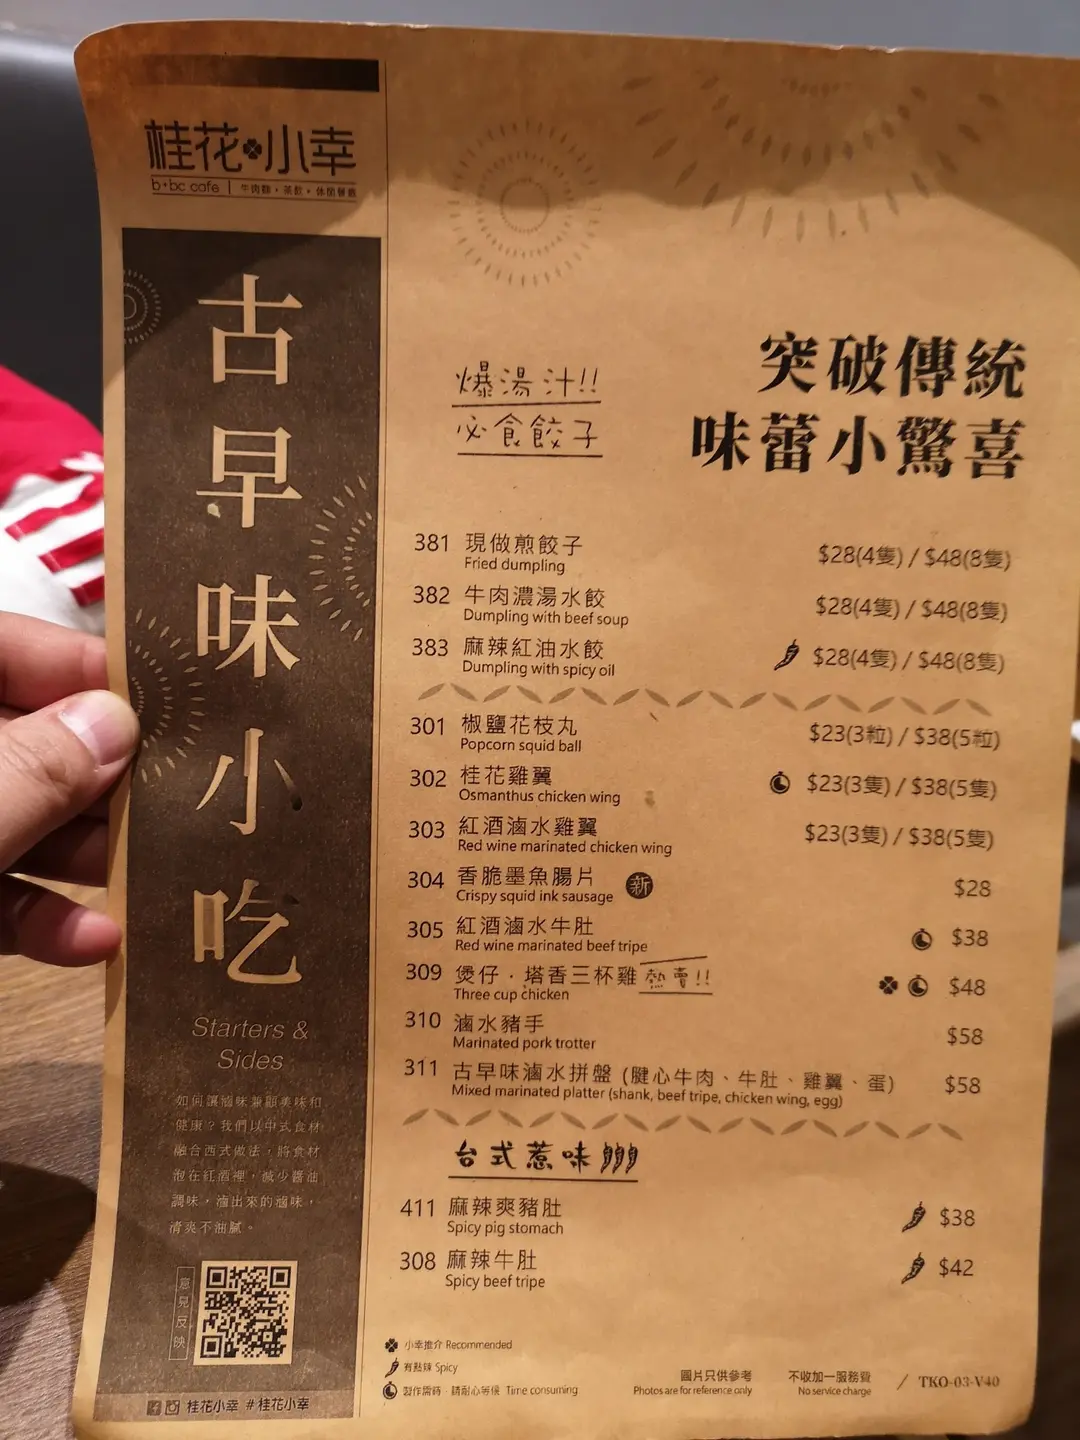 桂花小幸
b+bc cafe | 牛肉麵・茶飲・休閒餐廳
古早味小吃
Starters &
Sides
如何讓滷味兼顧美味和
健康？我們以中式食材
融合西式做法，將食材
泡在紅酒裡，減少醬油
調味，滷出來的滷味，
清爽不油膩。
意見反映
桂花小幸 #桂花小幸
爆湯汁!!
必食餃子
突破傳統
味蕾小驚喜
381 現做煎餃子 $28(4隻) / $48(8隻)
Fried dumpling
382 牛肉濃湯水餃 $28(4隻) / $48(8隻)
Dumpling with beef soup
383 麻辣紅油水餃 $28(4隻) / $48(8隻)
Dumpling with spicy oil
301 椒鹽花枝丸 $23(3粒) / $38(5粒)
Popcorn squid ball
302 桂花雞翼 $23(3隻) / $38(5隻)
Osmanthus chicken wing
303 紅酒滷水雞翼 $23(3隻) / $38(5隻)
Red wine marinated chicken wing
304 香脆墨魚腸片 新 $28
Crispy squid ink sausage
305 紅酒滷水牛肚 $38
Red wine marinated beef tripe
309 煲仔．塔香三杯雞 熱賣!! $48
Three cup chicken
310 滷水豬手 $58
Marinated pork trotter
311 古早味滷水拼盤 (腱心牛肉、牛肚、雞翼、蛋) $58
Mixed marinated platter (shank, beef tripe, chicken wing, egg)
台式惹味
411 麻辣爽豬肚 $38
Spicy pig stomach
308 麻辣牛肚 $42
Spicy beef tripe
小幸推介 Recommended
有點辣 Spicy
製作需時．請耐心等候 Time consuming
圖片只供參考
Photos are for reference only
不收加一服務費
No service charge
/ TKO-03-V40